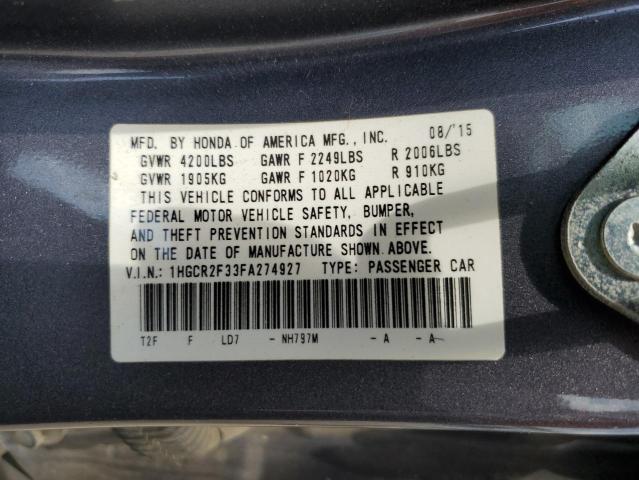 MFD. BY HONDA OF AMERICA MFG., INC. 08/'15
GVWR 4200LBS GAWR F 2249LBS R 2006LBS
GVWR 1905KG GAWR F 1020KG R 910KG
THIS VEHICLE CONFORMS TO ALL APPLICABLE
FEDERAL MOTOR VEHICLE SAFETY, BUMPER,
AND THEFT PREVENTION STANDARDS IN EFFECT
ON THE DATE OF MANUFACTURE SHOWN ABOVE.
V.I.N.: 1HGCR2F33FA274927 TYPE: PASSENGER CAR
T2F F LD7 - NH797M - A - A-